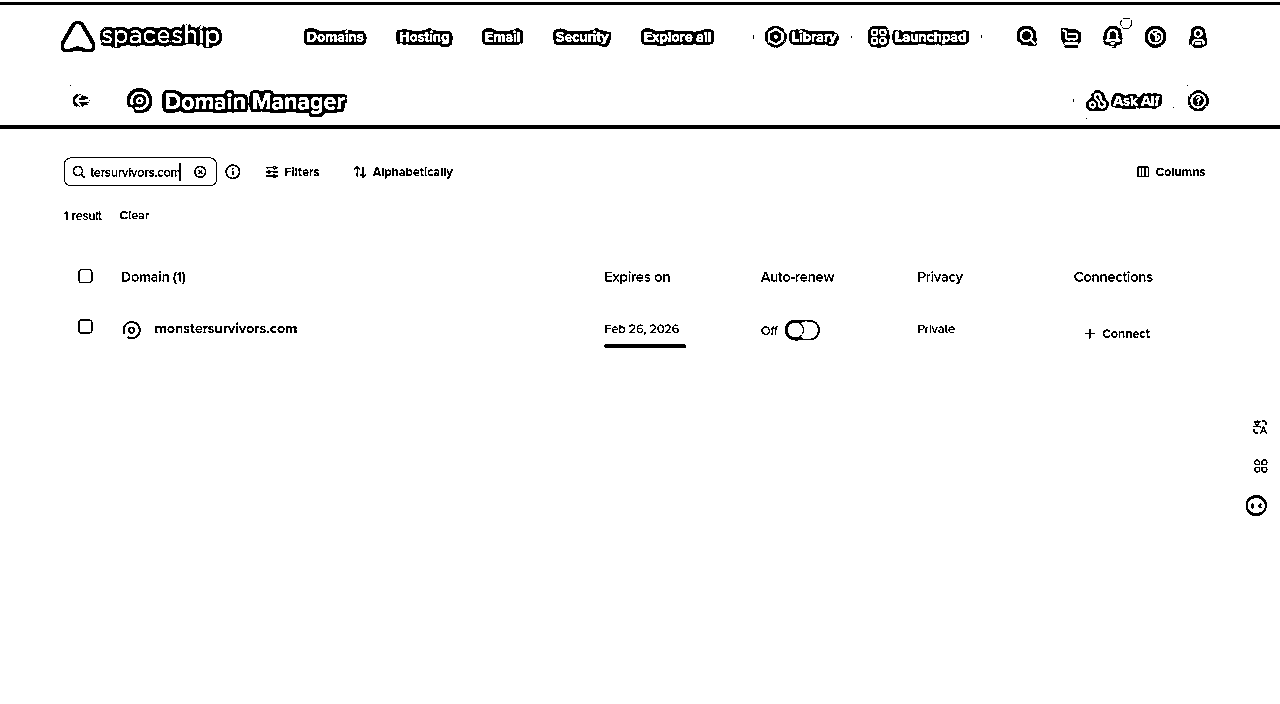 spaceship Domains Hosting Email Security Explore all Library Launchpad
Domain Manager Ask Alf
tersurvivors.com Filters Alphabetically Columns
1 result Clear
Domain (1) Expires on Auto-renew Privacy Connections
monstersurvivors.com Feb 26, 2026 Off Private + Connect